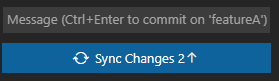 Message (Ctrl+Enter to commit on 'featureA')
Sync Changes 2↑